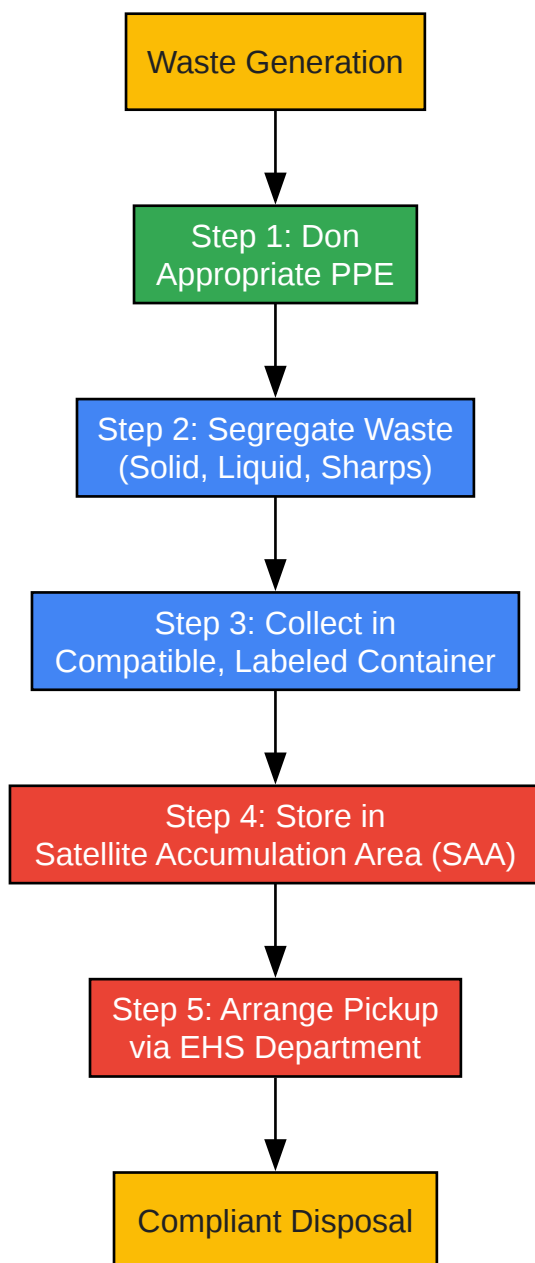 Waste Generation
Step 1: Don
Appropriate PPE
Step 2: Segregate Waste
(Solid, Liquid, Sharps)
Step 3: Collect in
Compatible, Labeled Container
Step 4: Store in
Satellite Accumulation Area (SAA)
Step 5: Arrange Pickup
via EHS Department
Compliant Disposal